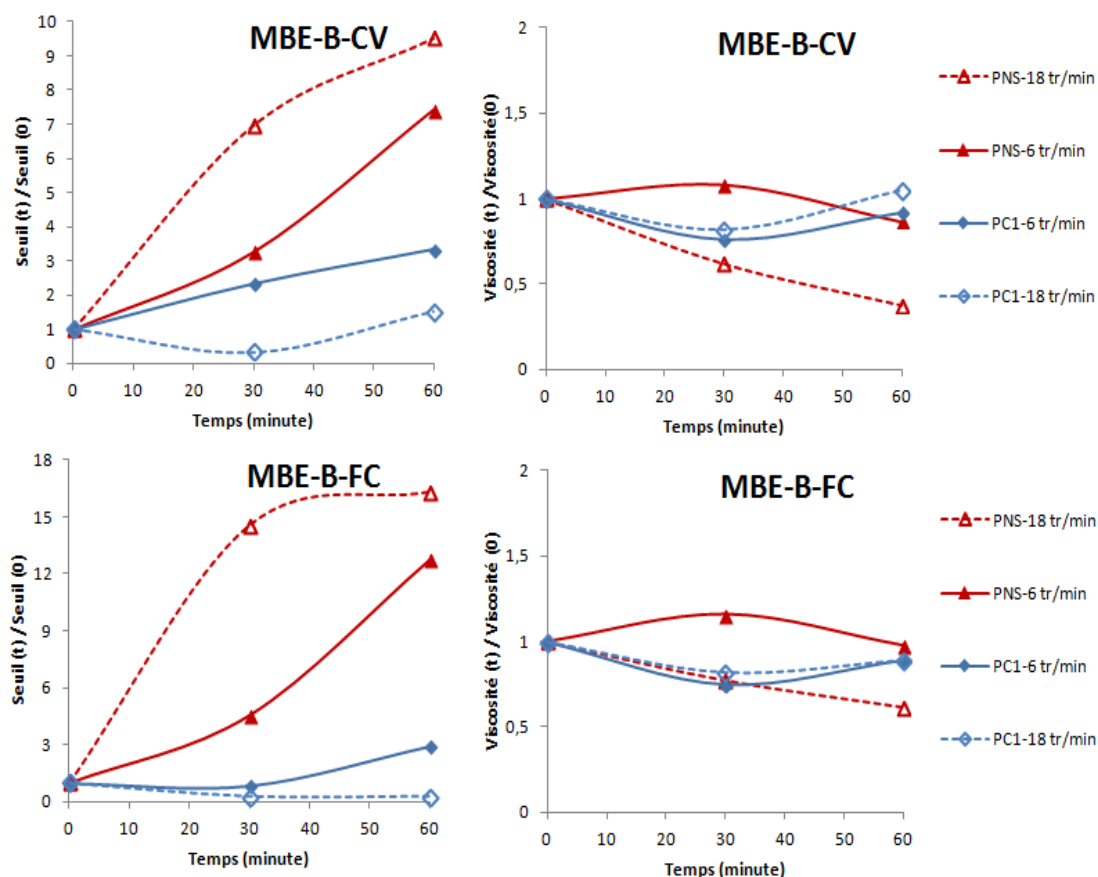 MBE-B-CV
Seuil (t) / Seuil (0)
10
9
8
7
6
5
4
3
2
1
0
0 10 20 30 40 50 60
Temps (minute)
MBE-B-CV
Viscosité (t) /Viscosité (0)
2
1,5
1
0,5
0
0 10 20 30 40 50 60
Temps (minute)
PNS-18 tr/min
PNS-6 tr/min
PC1-6 tr/min
PC1-18 tr/min
MBE-B-FC
Seuil (t) / Seuil (0)
18
15
12
9
6
3
0
0 10 20 30 40 50 60
Temps (minute)
MBE-B-FC
Viscosité (t) / Viscosité (0)
2
1,5
1
0,5
0
0 10 20 30 40 50 60
Temps (minute)
PNS-18 tr/min
PNS-6 tr/min
PC1-6 tr/min
PC1-18 tr/min